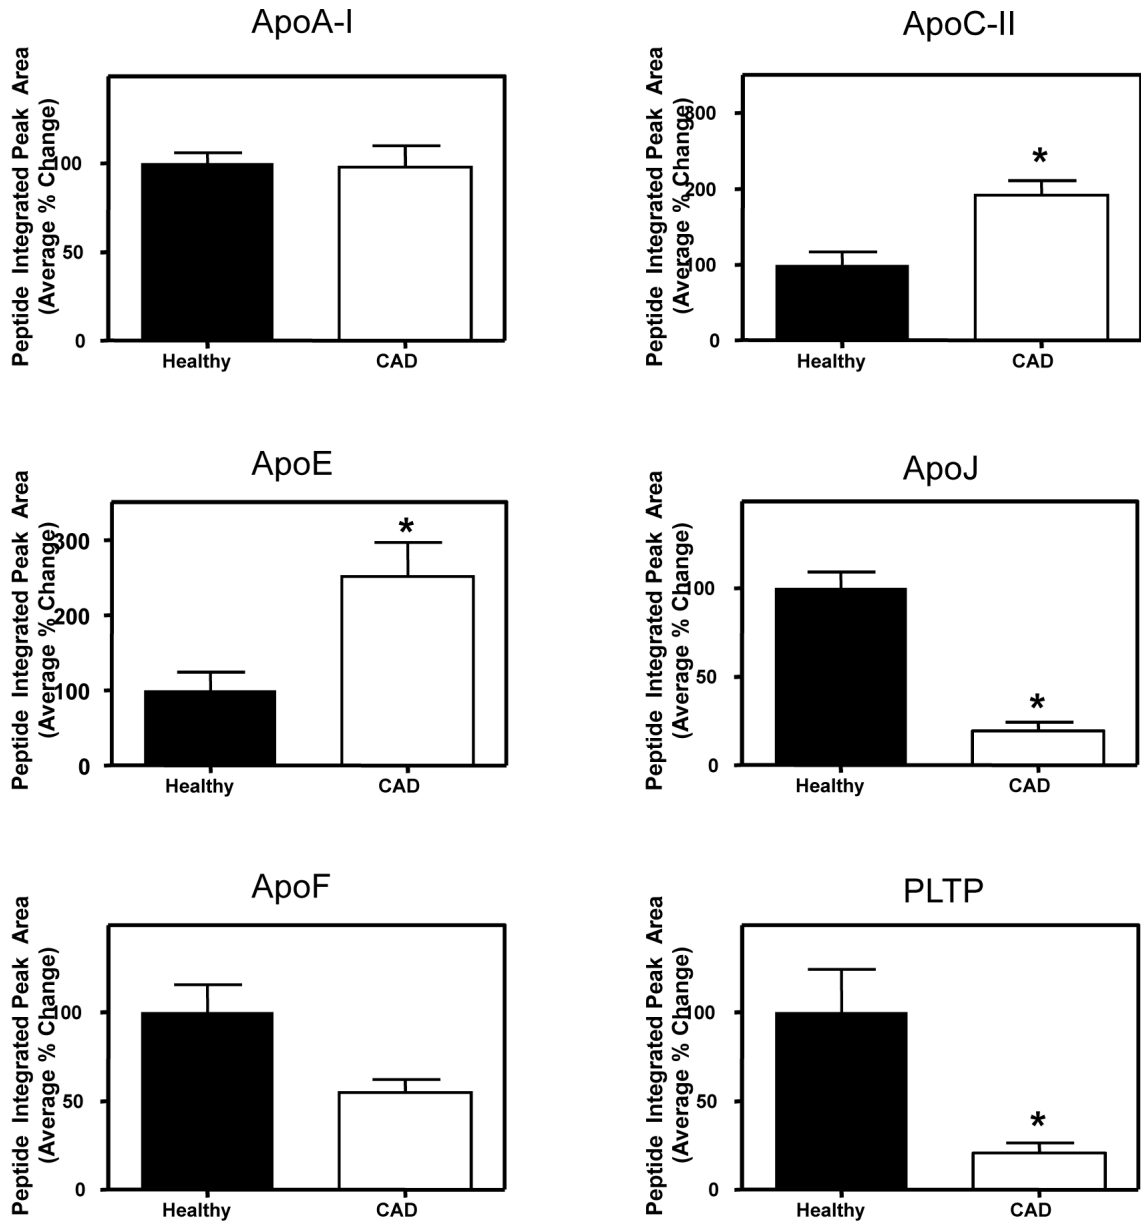 ApoA-I
Peptide Integrated Peak Area
(Average % Change)
100
50
0
Healthy CAD
ApoC-II
Peptide Integrated Peak Area
(Average % Change)
300
200
100
0
*
Healthy CAD
ApoE
Peptide Integrated Peak Area
(Average % Change)
300
200
100
0
*
Healthy CAD
ApoJ
Peptide Integrated Peak Area
(Average % Change)
100
50
0
*
Healthy CAD
ApoF
Peptide Integrated Peak Area
(Average % Change)
100
50
0
Healthy CAD
PLTP
Peptide Integrated Peak Area
(Average % Change)
100
50
0
*
Healthy CAD